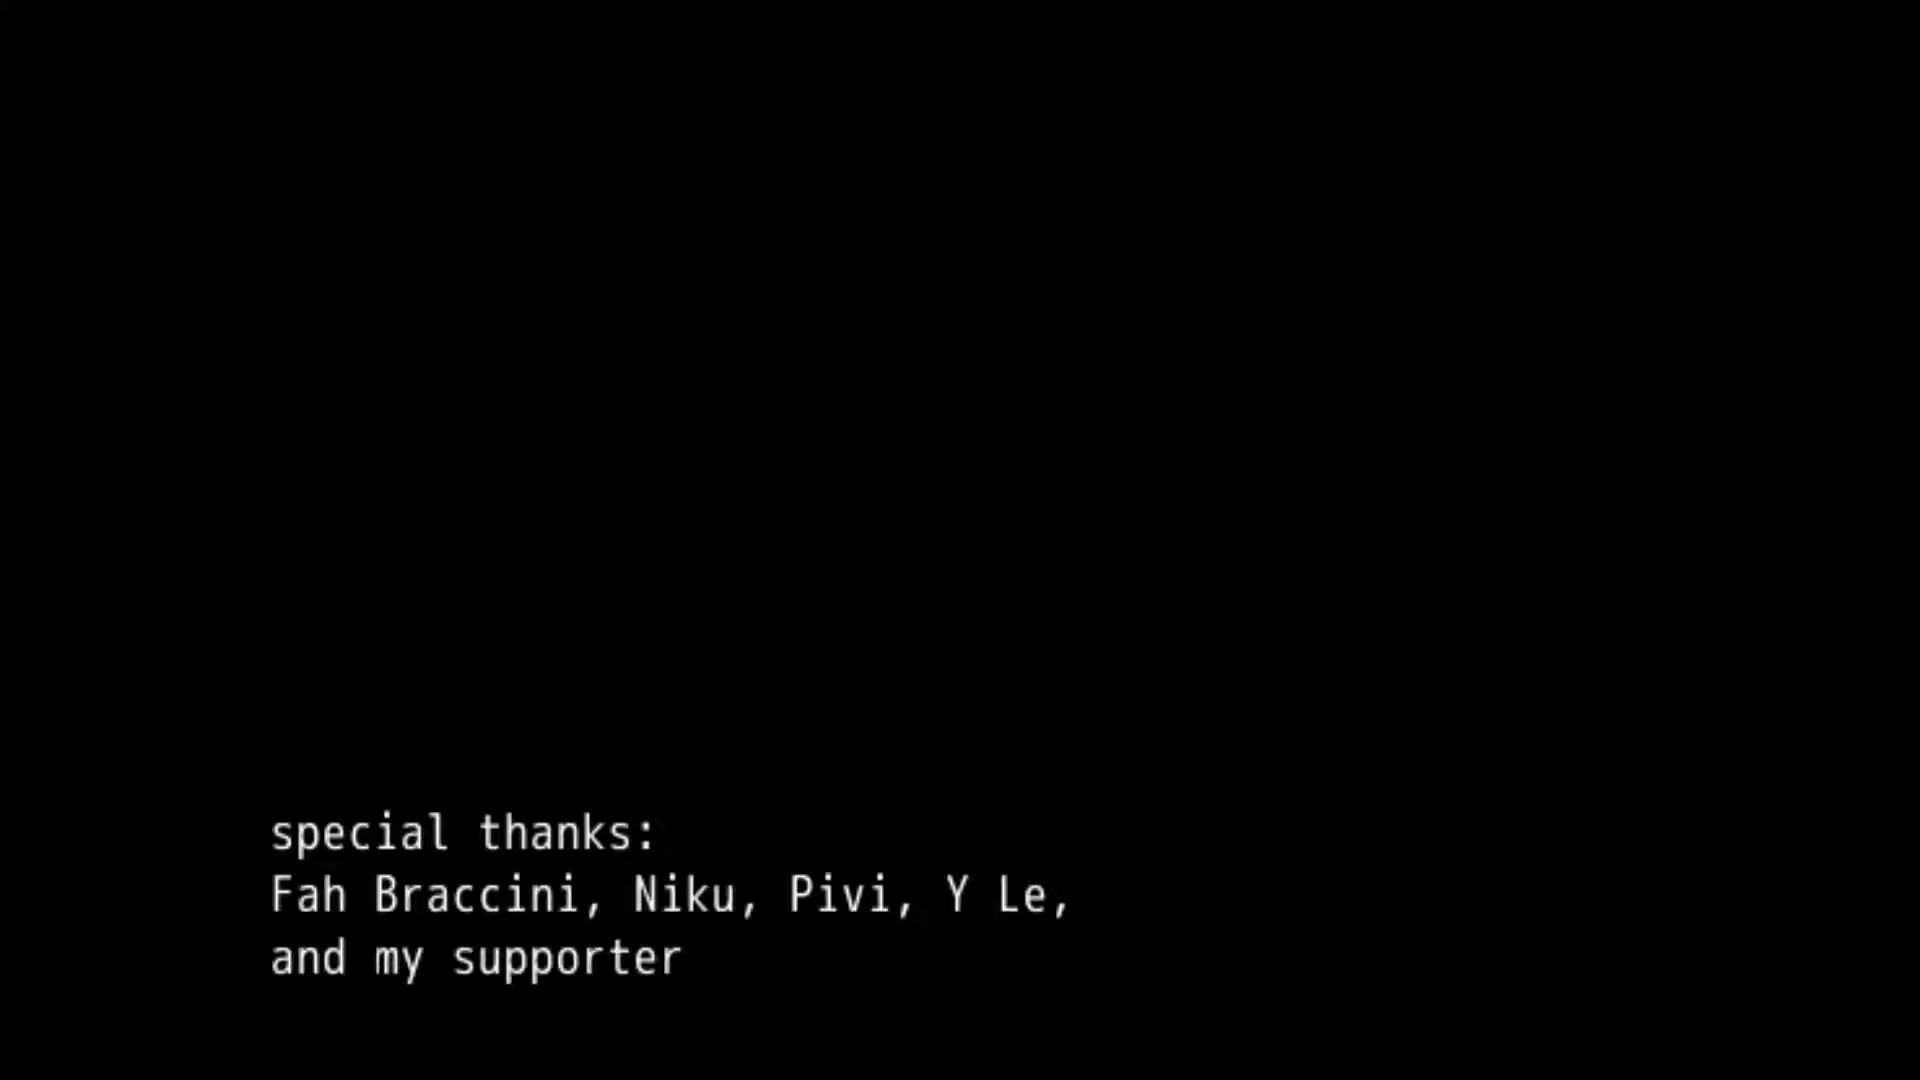 special thanks:
Fah Braccini, Niku, Pivi, Y Le,
and my supporter